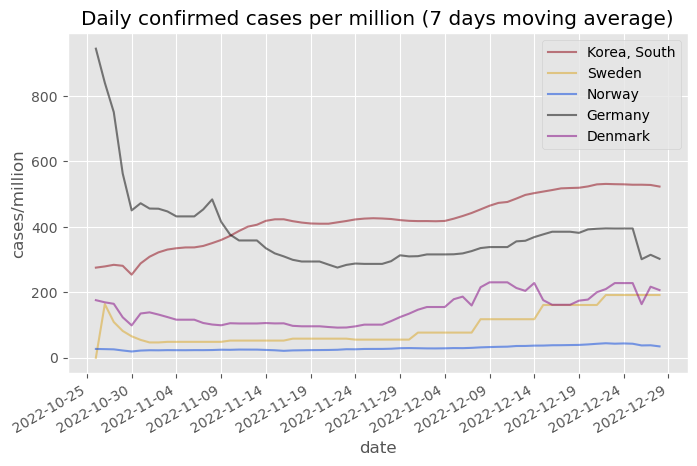 Daily confirmed cases per million (7 days moving average)
Korea, South
Sweden
Norway
Germany
Denmark
cases/million
800
600
400
200
0
2022-10-25
2022-10-30
2022-11-04
2022-11-09
2022-11-14
2022-11-19
2022-11-24
2022-11-29
2022-12-04
2022-12-09
2022-12-14
2022-12-19
2022-12-24
2022-12-29
date